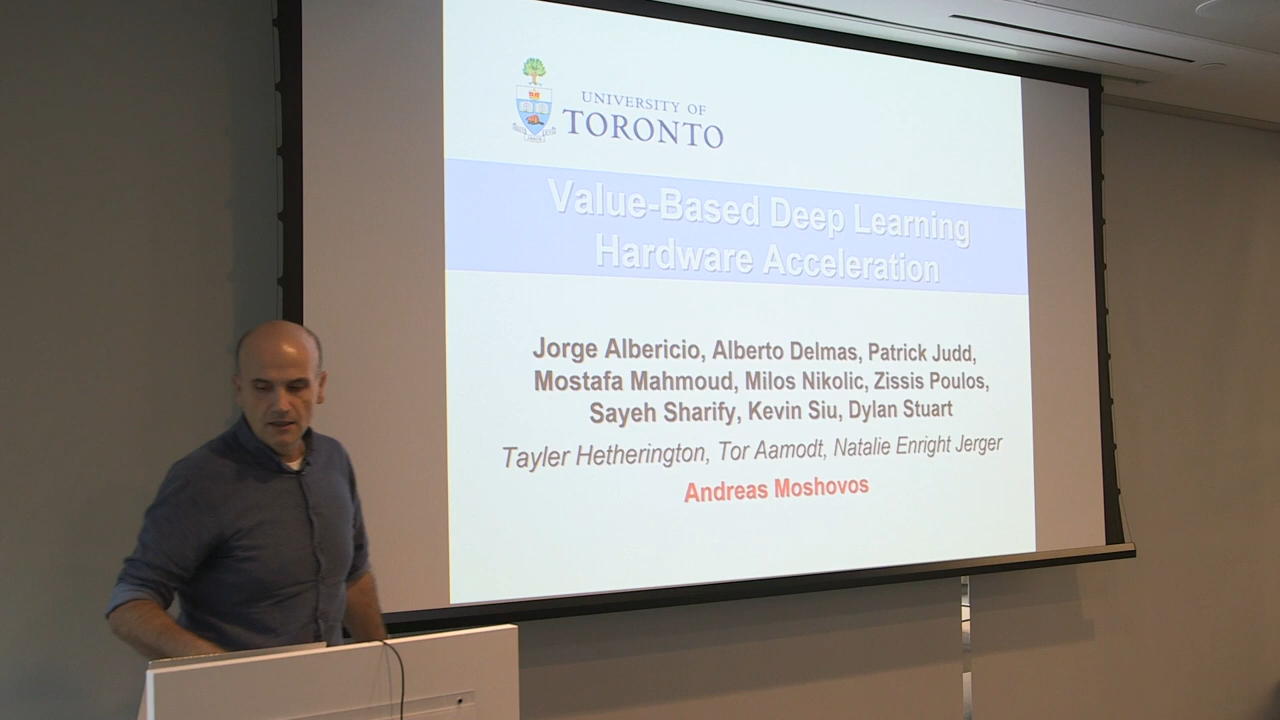 UNIVERSITY OF
TORONTO
Value-Based Deep Learning
Hardware Acceleration
Jorge Albericio, Alberto Delmas, Patrick Judd,
Mostafa Mahmoud, Milos Nikolic, Zissis Poulos,
Sayeh Sharify, Kevin Siu, Dylan Stuart
Tayler Hetherington, Tor Aamodt, Natalie Enright Jerger
Andreas Moshovos